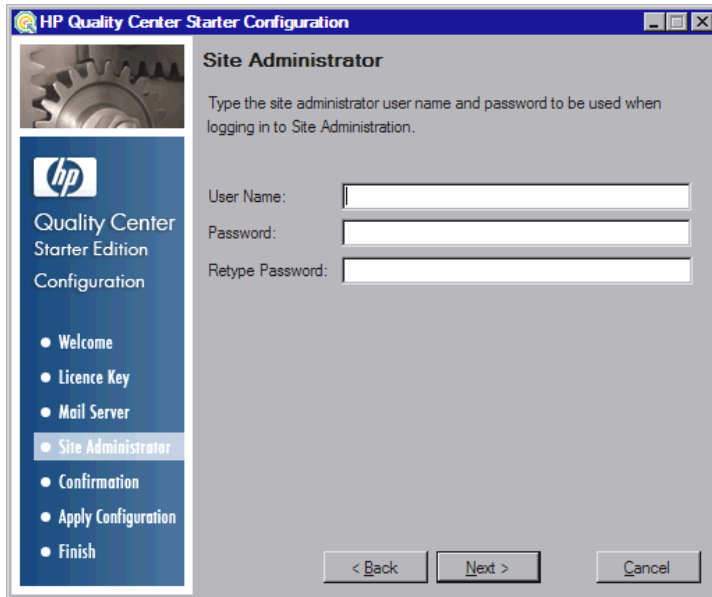 HP Quality Center Starter Configuration
Site Administrator
Type the site administrator user name and password to be used when
logging in to Site Administration.
hp
Quality Center
Starter Edition
Configuration
User Name:
Password:
Retype Password:
Welcome
Licence Key
Mail Server
Site Administrator
Confirmation
Apply Configuration
Finish
< Back
Next >
Cancel